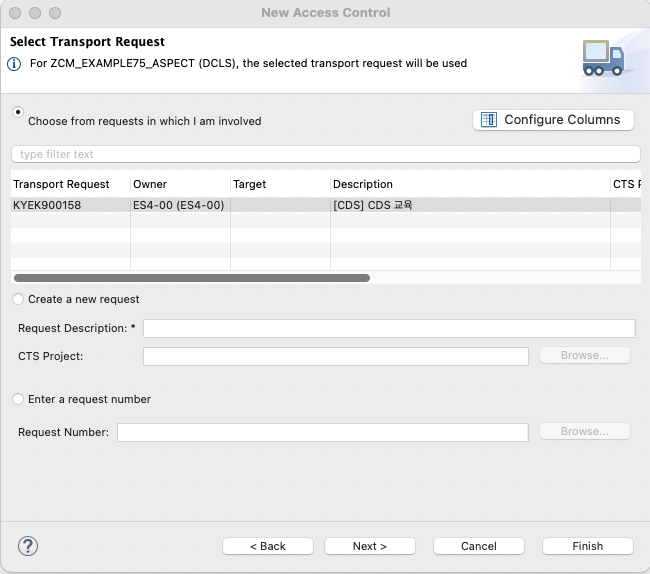 New Access Control
Select Transport Request
For ZCM_EXAMPLE75_ASPECT (DCLS), the selected transport request will be used
Choose from requests in which I am involved
Configure Columns
type filter text
Transport Request Owner Target Description CTS P
KYEK900158 ES4-00 (ES4-00) [CDS] CDS 교육
Create a new request
Request Description: *
CTS Project:
Browse...
Enter a request number
Request Number:
Browse...
? < Back Next > Cancel Finish